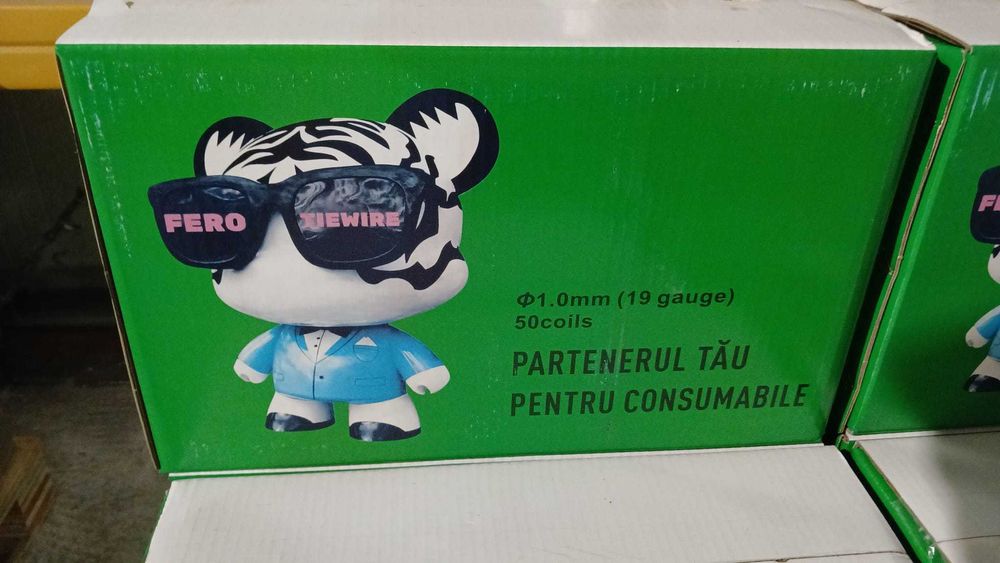 FERO TIEWIRE
Φ1.0mm (19 gauge)
50coils
PARTENERUL TĂU
PENTRU CONSUMABILE